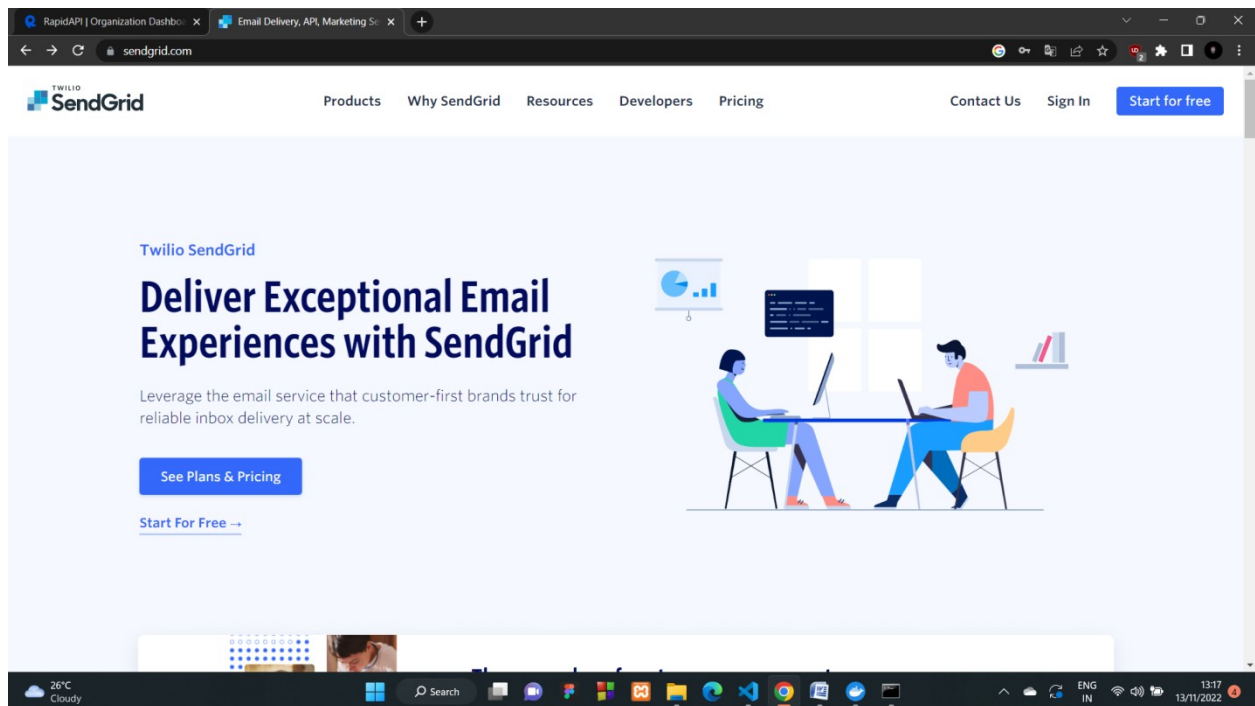 RapidAPI | Organization Dashbo
Email Delivery, API, Marketing Se
sendgrid.com
2
TWILIO
SendGrid
Products Why SendGrid Resources Developers Pricing Contact Us Sign In Start for free
Twilio SendGrid
Deliver Exceptional Email
Experiences with SendGrid
Leverage the email service that customer-first brands trust for
reliable inbox delivery at scale.
See Plans & Pricing
Start For Free →
26°C
Cloudy
Search
ENG
IN
13:17
13/11/2022
4